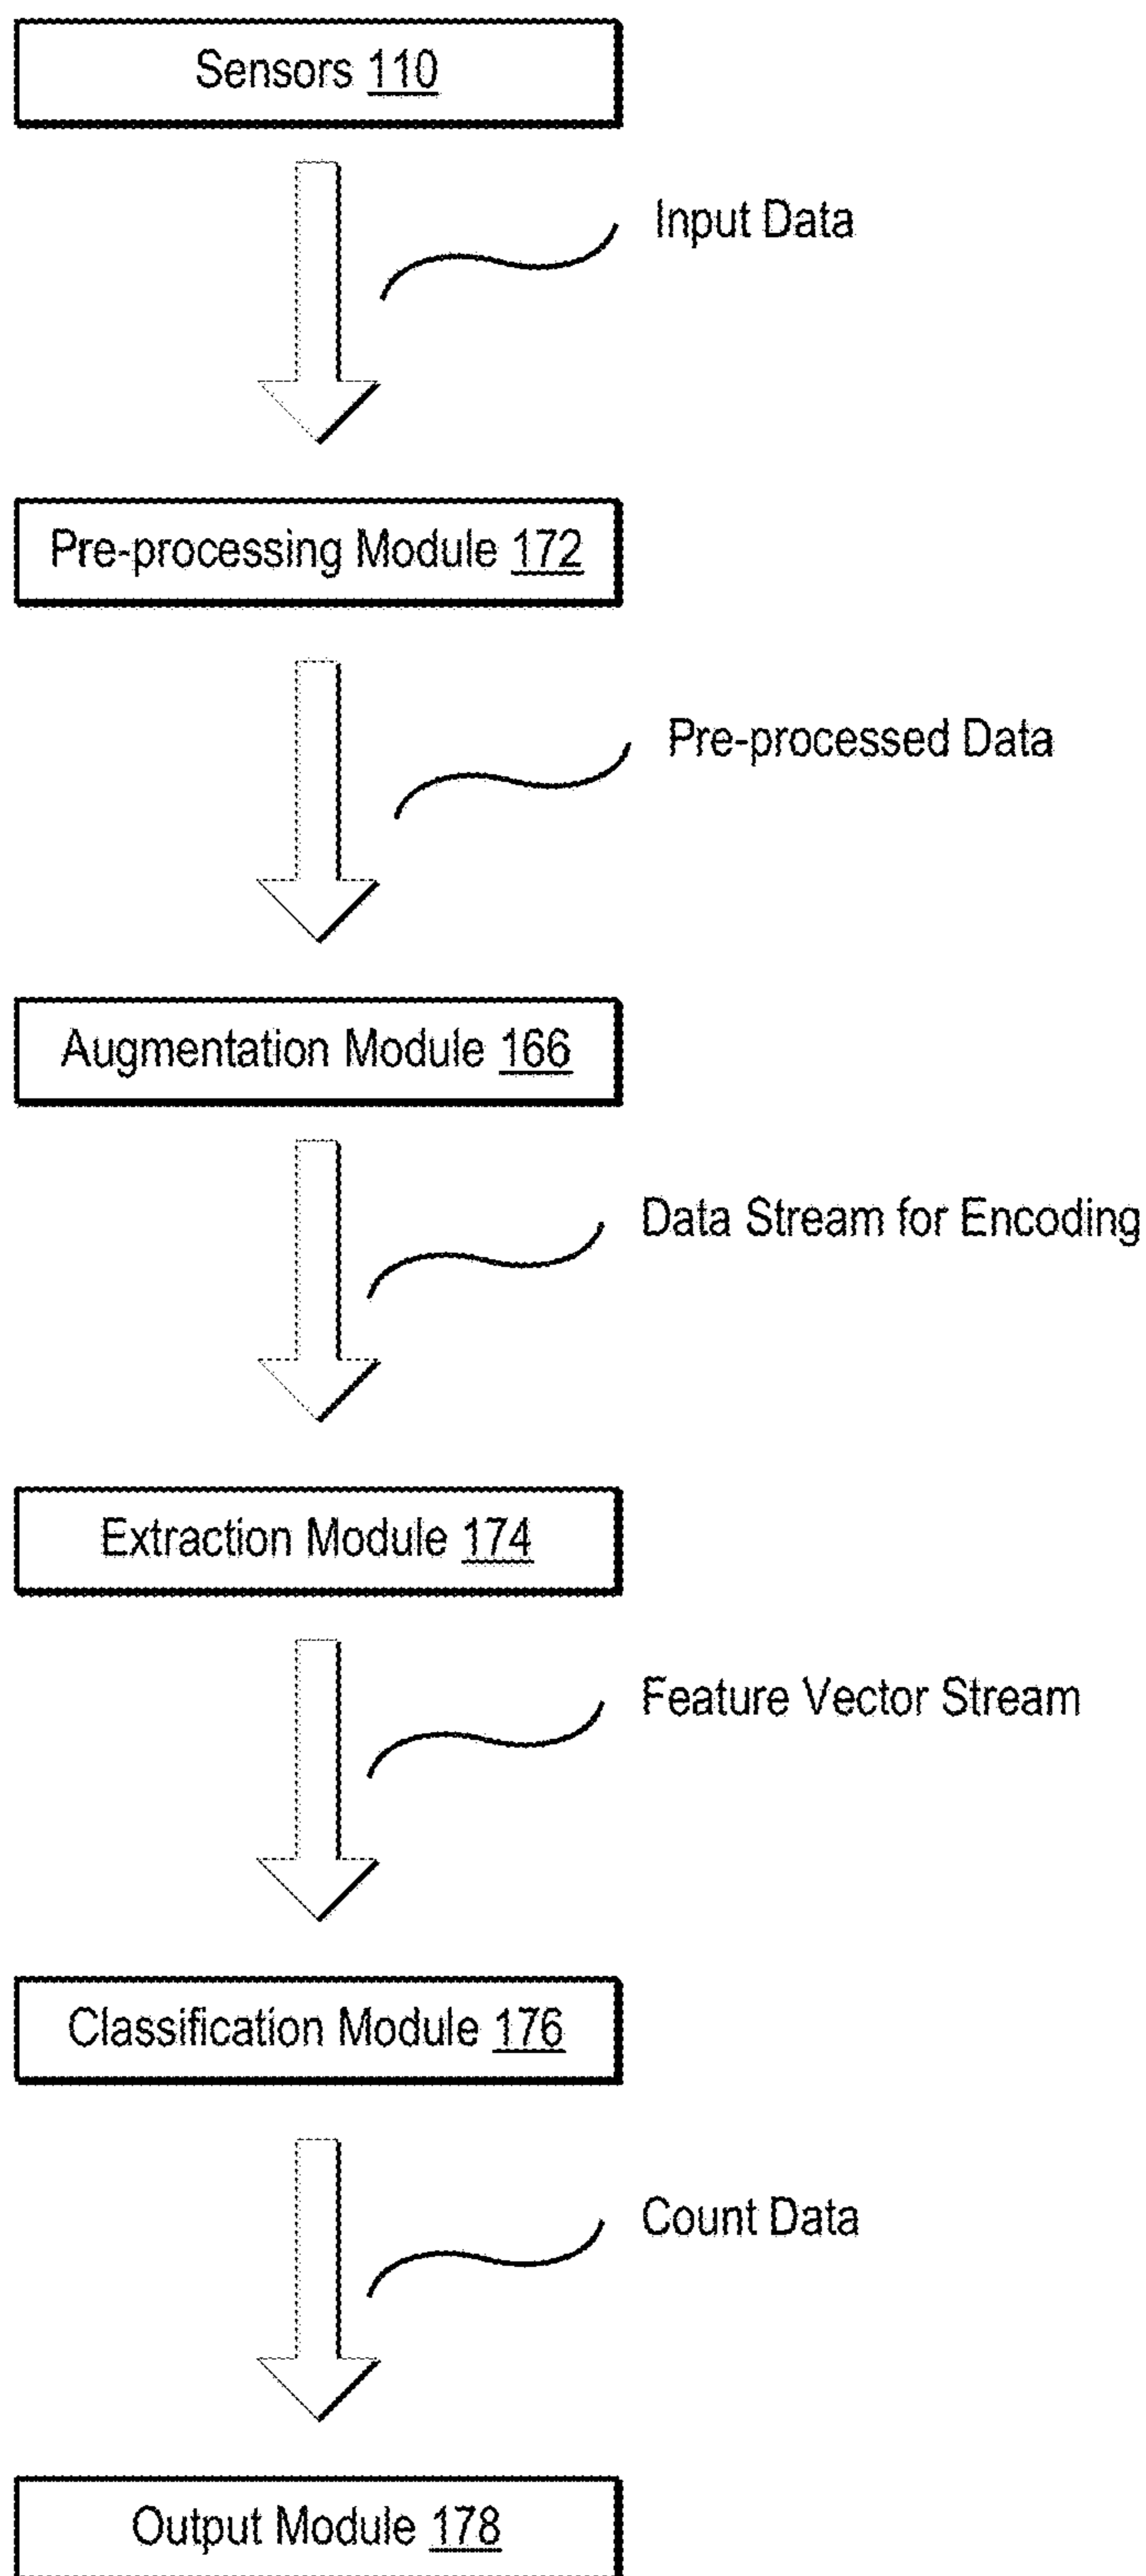 Sensors 110
Input Data
Pre-processing Module 172
Pre-processed Data
Augmentation Module 166
Data Stream for Encoding
Extraction Module 174
Feature Vector Stream
Classification Module 176
Count Data
Output Module 178